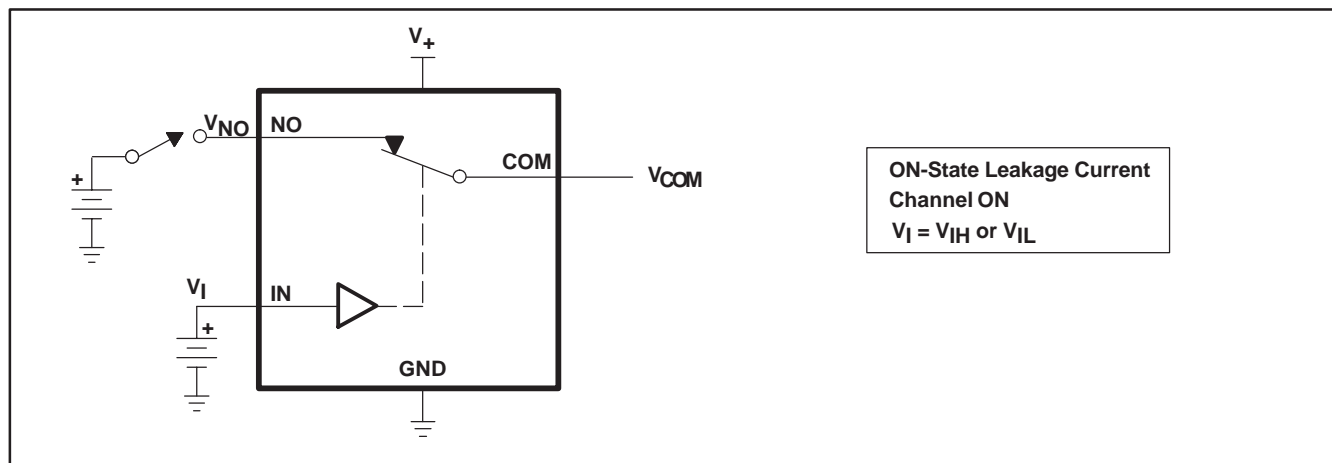 V+
VNO NO
COM
VCOM
+
VI IN
+
GND
ON-State Leakage Current
Channel ON
VI = VIH or VIL